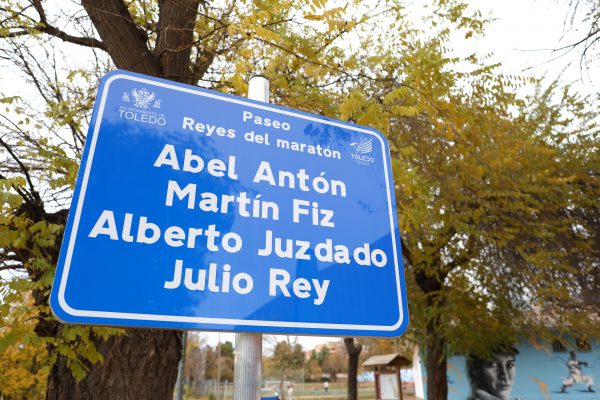 AYUNTAMIENTO DE
TOLEDO
Paseo
Reyes del maratón
TOLEDO
Abel Antón
Martín Fiz
Alberto Juzdado
Julio Rey